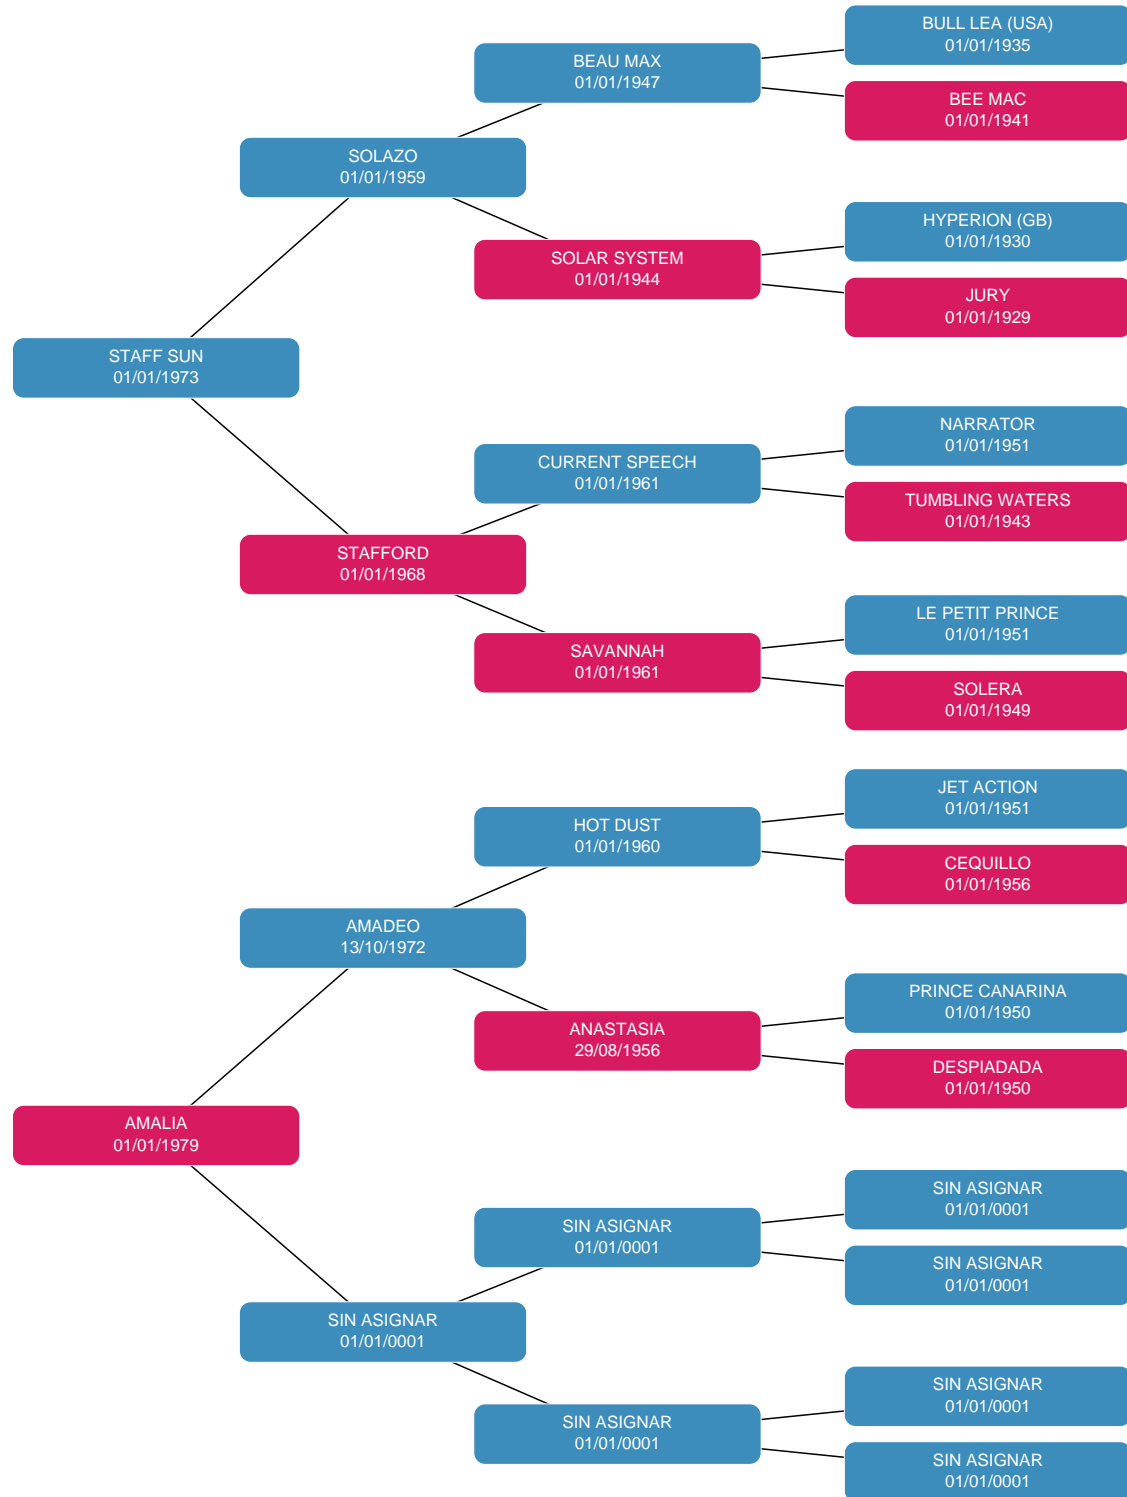 BULL LEA (USA)
01/01/1935
BEAU MAX
01/01/1947
BEE MAC
01/01/1941
SOLAZO
01/01/1959
HYPERION (GB)
01/01/1930
SOLAR SYSTEM
01/01/1944
JURY
01/01/1929
STAFF SUN
01/01/1973
NARRATOR
01/01/1951
CURRENT SPEECH
01/01/1961
TUMBLING WATERS
01/01/1943
STAFFORD
01/01/1968
LE PETIT PRINCE
01/01/1951
SAVANNAH
01/01/1961
SOLERA
01/01/1949
JET ACTION
01/01/1951
HOT DUST
01/01/1960
CEQUILLO
01/01/1956
AMADEO
13/10/1972
PRINCE CANARINA
01/01/1950
ANASTASIA
29/08/1956
DESPIADADA
01/01/1950
AMALIA
01/01/1979
SIN ASIGNAR
01/01/0001
SIN ASIGNAR
01/01/0001
SIN ASIGNAR
01/01/0001
SIN ASIGNAR
01/01/0001
SIN ASIGNAR
01/01/0001
SIN ASIGNAR
01/01/0001
SIN ASIGNAR
01/01/0001